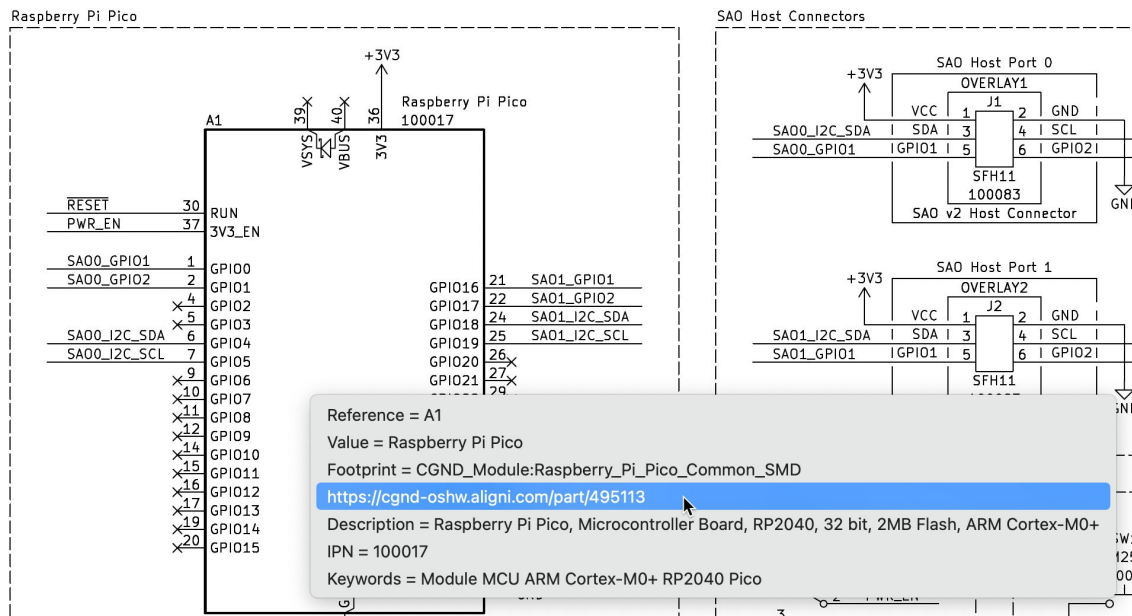 Raspberry Pi Pico
SAO Host Connectors
+3V3
Raspberry Pi Pico
A1
100017
39
40
36
VSYS
VBUS
3V3
RESET 30 RUN
PWR_EN 37 3V3_EN
SAO0_GPIO1 1 GPIO0
SAO0_GPIO2 2 GPIO1
4 GPIO2
5 GPIO3
SAO0_I2C_SDA 6 GPIO4
SAO0_I2C_SCL 7 GPIO5
9 GPIO6
10 GPIO7
11 GPIO8
12 GPIO9
14 GPIO10
15 GPIO11
16 GPIO12
17 GPIO13
19 GPIO14
20 GPIO15
GPIO16 21 SAO1_GPIO1
GPIO17 22 SAO1_GPIO2
GPIO18 24 SAO1_I2C_SDA
GPIO19 25 SAO1_I2C_SCL
GPIO20 26
GPIO21 27
29
SAO Host Port 0
+3V3
OVERLAY1
J1
VCC 1 2 GND
SAO0_I2C_SDA SDA 3 4 SCL
SAO0_GPIO1 GPIO1 5 6 GPIO2
SFH11
100083
SAO v2 Host Connector
SAO Host Port 1
+3V3
OVERLAY2
J2
VCC 1 2 GND
SAO1_I2C_SDA SDA 3 4 SCL
SAO1_GPIO1 GPIO1 5 6 GPIO2
SFH11
Reference = A1
Value = Raspberry Pi Pico
Footprint = CGND_Module:Raspberry_Pi_Pico_Common_SMD
https://cgnd-oshw.aligni.com/part/495113
Description = Raspberry Pi Pico, Microcontroller Board, RP2040, 32 bit, 2MB Flash, ARM Cortex-M0+
IPN = 100017
Keywords = Module MCU ARM Cortex-M0+ RP2040 Pico
2 PWR_EN
3